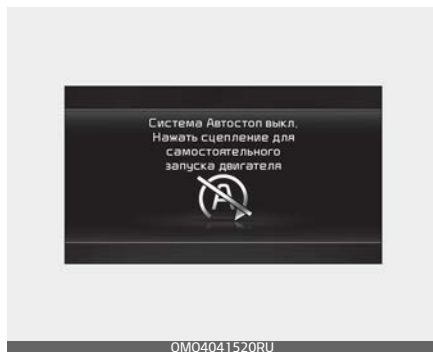 Система Автостоп выкл.
Нажать сцепление для
самостоятельного
запуска двигателя
A
OMO4041520RU